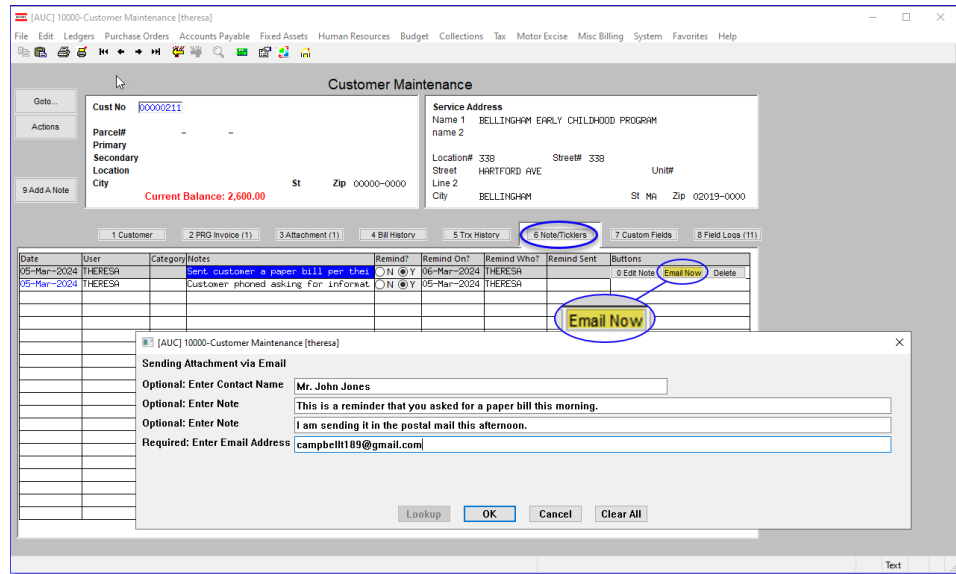 [AUC] 10000-Customer Maintenance [theresa]
File Edit Ledgers Purchase Orders Accounts Payable Fixed Assets Human Resources Budget Collections Tax Motor Excise Misc Billing System Favorites Help
Customer Maintenance
Goto...
Actions
9 Add A Note
Cust No 00000211
Parcel# - -
Primary
Secondary
Location
City St Zip 00000-0000
Current Balance: 2,600.00
Service Address
Name 1 BELLINGHAM EARLY CHILDHOOD PROGRAM
name 2
Location# 338 Street# 338
Street HARTFORD AVE Unit#
Line 2
City BELLINGHAM St MA Zip 02019-0000
1 Customer 2 PRG Invoice (1) 3 Attachment (1) 4 Bill History 5 Trx History 6 Note/Ticklers 7 Custom Fields 8 Field Logs (11)
Date User Category Notes Remind? Remind On? Remind Who? Remind Sent Buttons
05-Mar-2024 THERESA Sent customer a paper bill per thei N Y 06-Mar-2024 THERESA 0 Edit Note Email Now Delete
05-Mar-2024 THERESA Customer phoned asking for informat N Y 05-Mar-2024 THERESA
Email Now
[AUC] 10000-Customer Maintenance [theresa]
Sending Attachment via Email
Optional: Enter Contact Name Mr. John Jones
Optional: Enter Note This is a reminder that you asked for a paper bill this morning.
Optional: Enter Note I am sending it in the postal mail this afternoon.
Required: Enter Email Address campbellt189@gmail.com
Lookup OK Cancel Clear All
Text